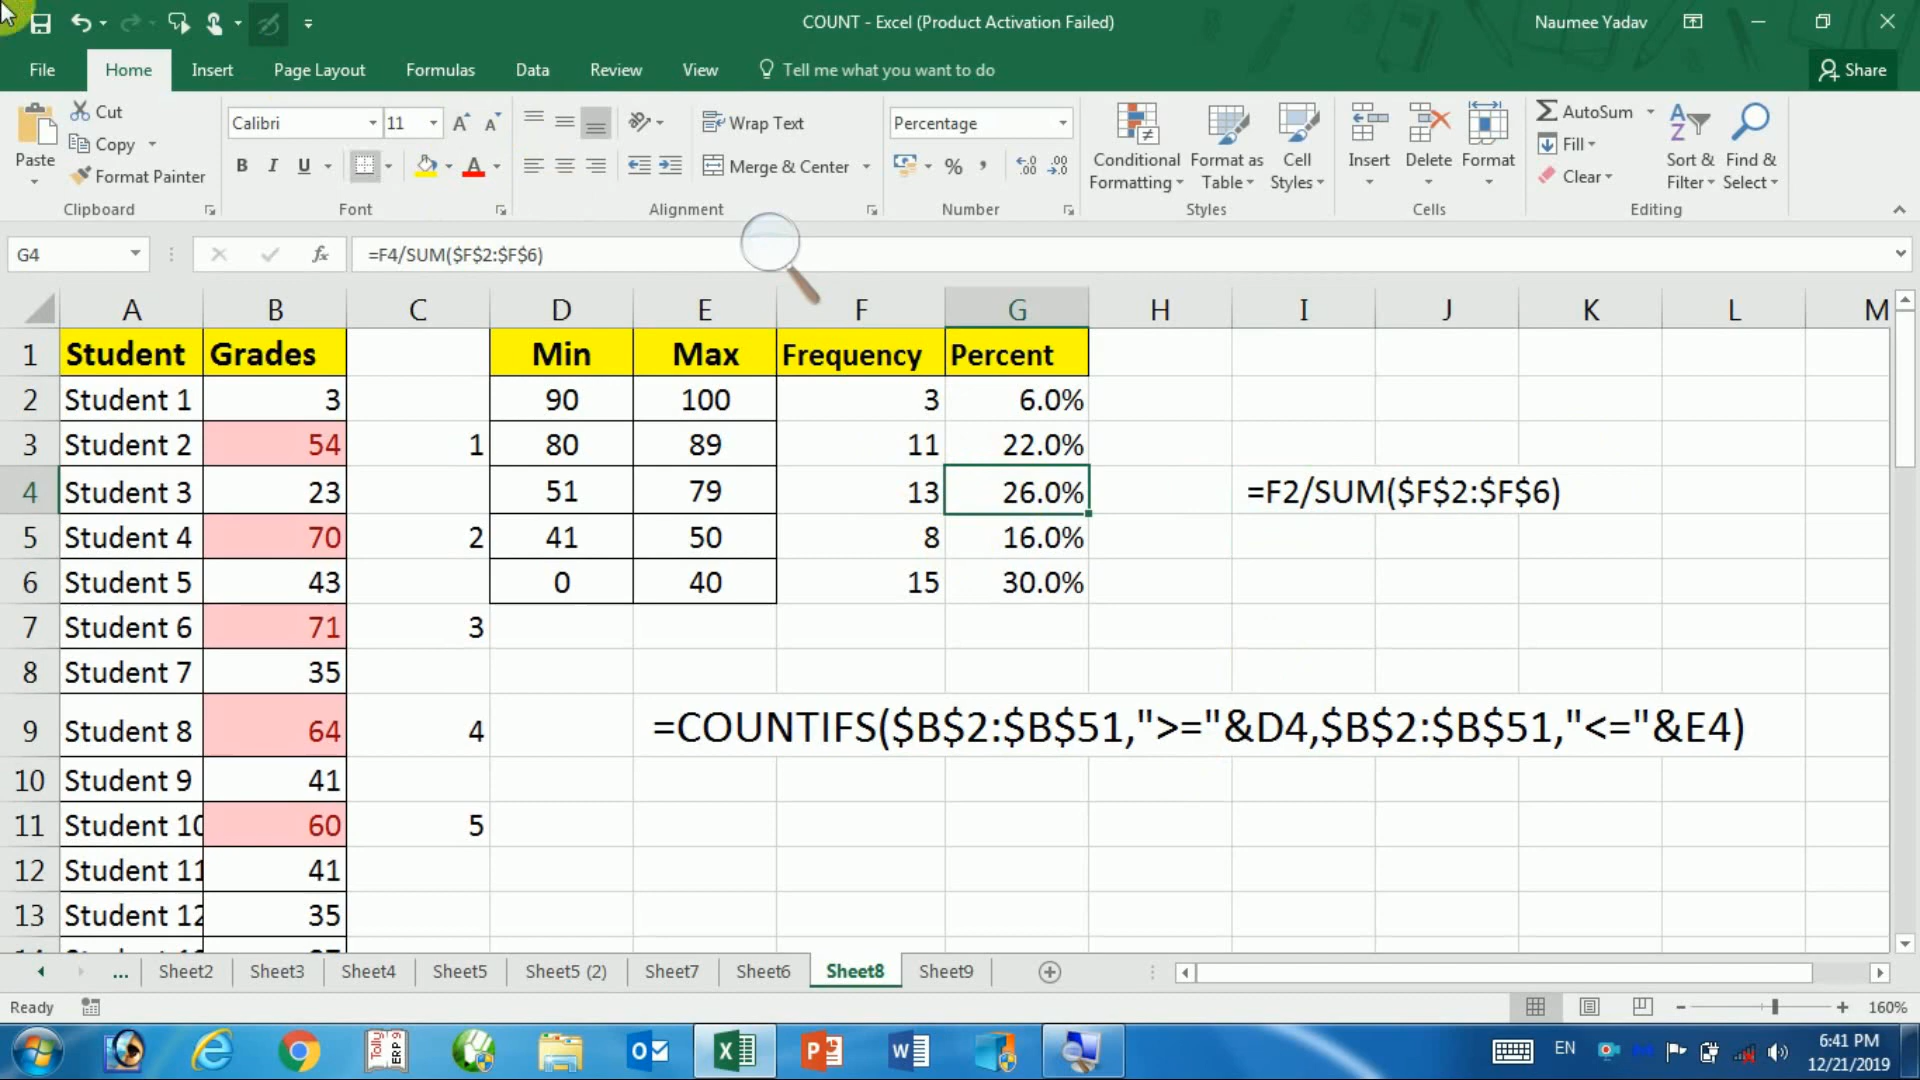 COUNT - Excel (Product Activation Failed)
Naumee Yadav
File Home Insert Page Layout Formulas Data Review View Tell me what you want to do Share
Paste
Cut
Copy
Format Painter
Clipboard
Calibri 11
B I U A
Font
Wrap Text
Merge & Center
Alignment
Percentage
%
Number
Conditional Formatting
Format as Table
Cell Styles
Styles
Insert
Delete
Format
Cells
AutoSum
Fill
Clear
Sort & Filter
Find & Select
Editing
G4 fx =F4/SUM($F$2:$F$6)
A B C D E F G H I J K L M
1 Student Grades Min Max Frequency Percent
2 Student 1 3 90 100 3 6.0%
3 Student 2 54 1 80 89 11 22.0%
4 Student 3 23 51 79 13 26.0% =F2/SUM($F$2:$F$6)
5 Student 4 70 2 41 50 8 16.0%
6 Student 5 43 0 40 15 30.0%
7 Student 6 71 3
8 Student 7 35
9 Student 8 64 4 =COUNTIFS($B$2:$B$51,">="&D4,$B$2:$B$51,"<="&E4)
10 Student 9 41
11 Student 10 60 5
12 Student 11 41
13 Student 12 35
... Sheet2 Sheet3 Sheet4 Sheet5 Sheet5 (2) Sheet7 Sheet6 Sheet8 Sheet9
Ready 160%
EN
6:41 PM
12/21/2019